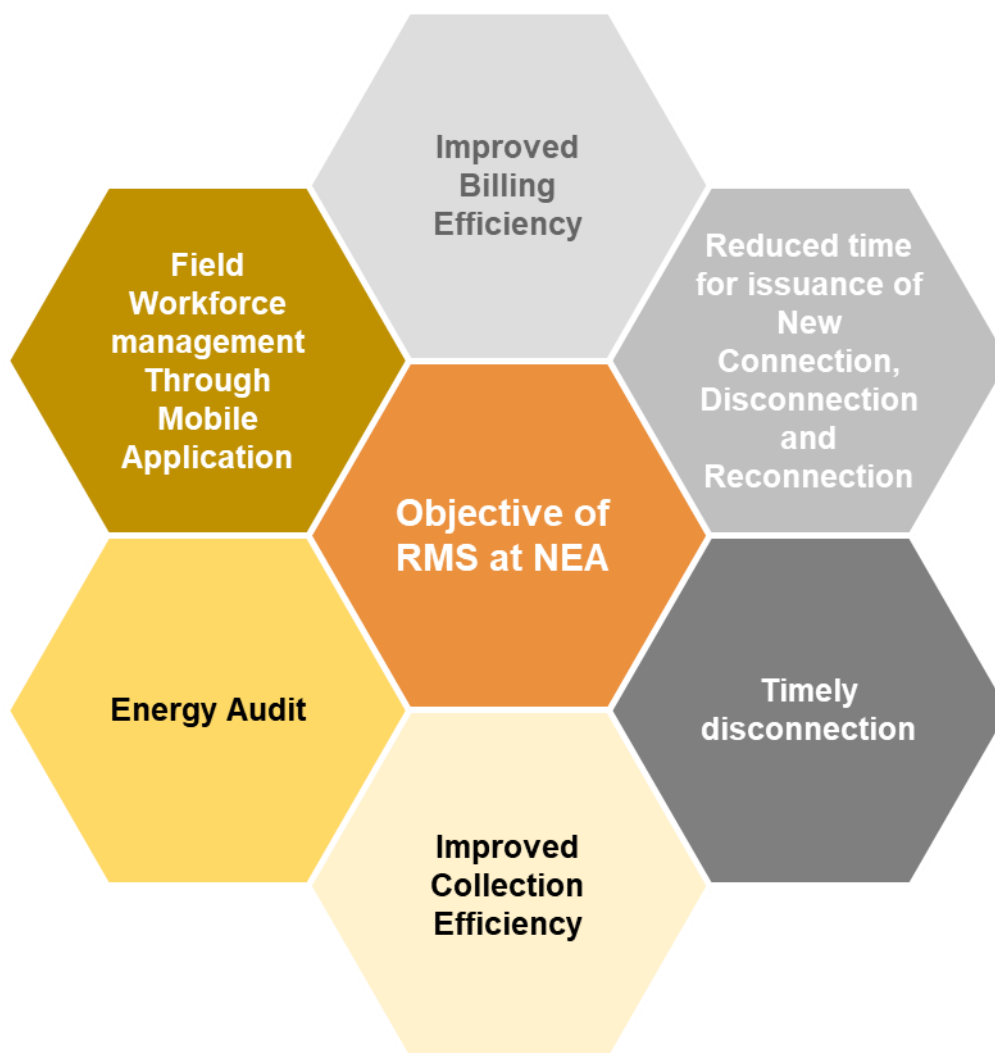 Improved
Billing
Efficiency
Reduced time
for issuance of
New
Connection,
Disconnection
and
Reconnection
Timely
disconnection
Improved
Collection
Efficiency
Energy Audit
Field
Workforce
management
Through
Mobile
Application
Objective of
RMS at NEA